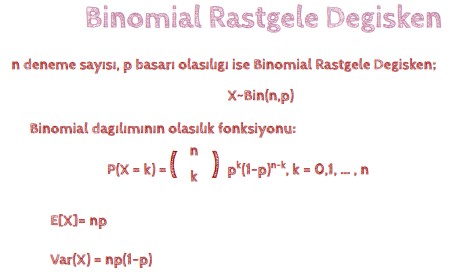 Binomial Rastgele Degisken
n deneme sayısı, p basarı olasılıgı ise Binomial Rastgele Degisken;
X~Bin(n,p)
Binomial dagılımının olasılık fonksiyonu:
P(X = k) = (n k) p^k(1-p)^n-k, k = 0,1, ... , n
E[X]= np
Var(X) = np(1-p)